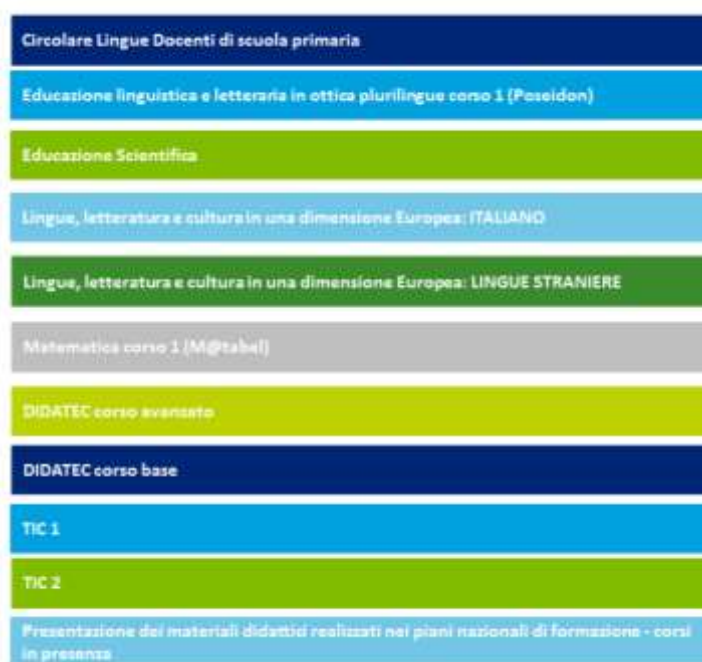 Circolare Lingue Docenti di scuola primaria
Educazione linguistica e letteraria in ottica plurilingue corso 1 (Poseidon)
Educazione Scientifica
Lingue, letteratura e cultura in una dimensione Europea: ITALIANO
Lingue, letteratura e cultura in una dimensione Europea: LINGUE STRANIERE
Matematica corso 1 (M@tabel)
DIDATEC corso avanzato
DIDATEC corso base
TIC 1
TIC 2
Presentazione dei materiali didattici realizzati nei piani nazionali di formazione - corsi
in presenza